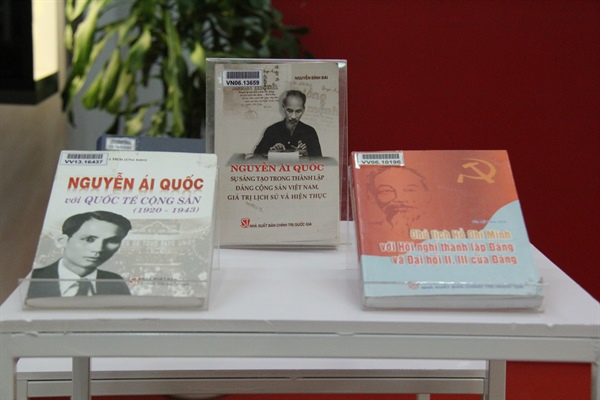 VV13.16437
NGUYỄN ÁI QUỐC
với QUỐC TẾ CỘNG SẢN
(1920 - 1943)
VN06.13659
NGUYỄN ĐÌNH ĐẠI
NGUYỄN ÁI QUỐC
SỰ SÁNG TẠO TRONG THÀNH LẬP
ĐẢNG CỘNG SẢN VIỆT NAM,
GIÁ TRỊ LỊCH SỬ VÀ HIỆN THỰC
NHÀ XUẤT BẢN CHÍNH TRỊ QUỐC GIA
VV06.10196
Chủ tịch Hồ Chí Minh
với Hội nghị thành lập Đảng
và Đại hội II, III của Đảng